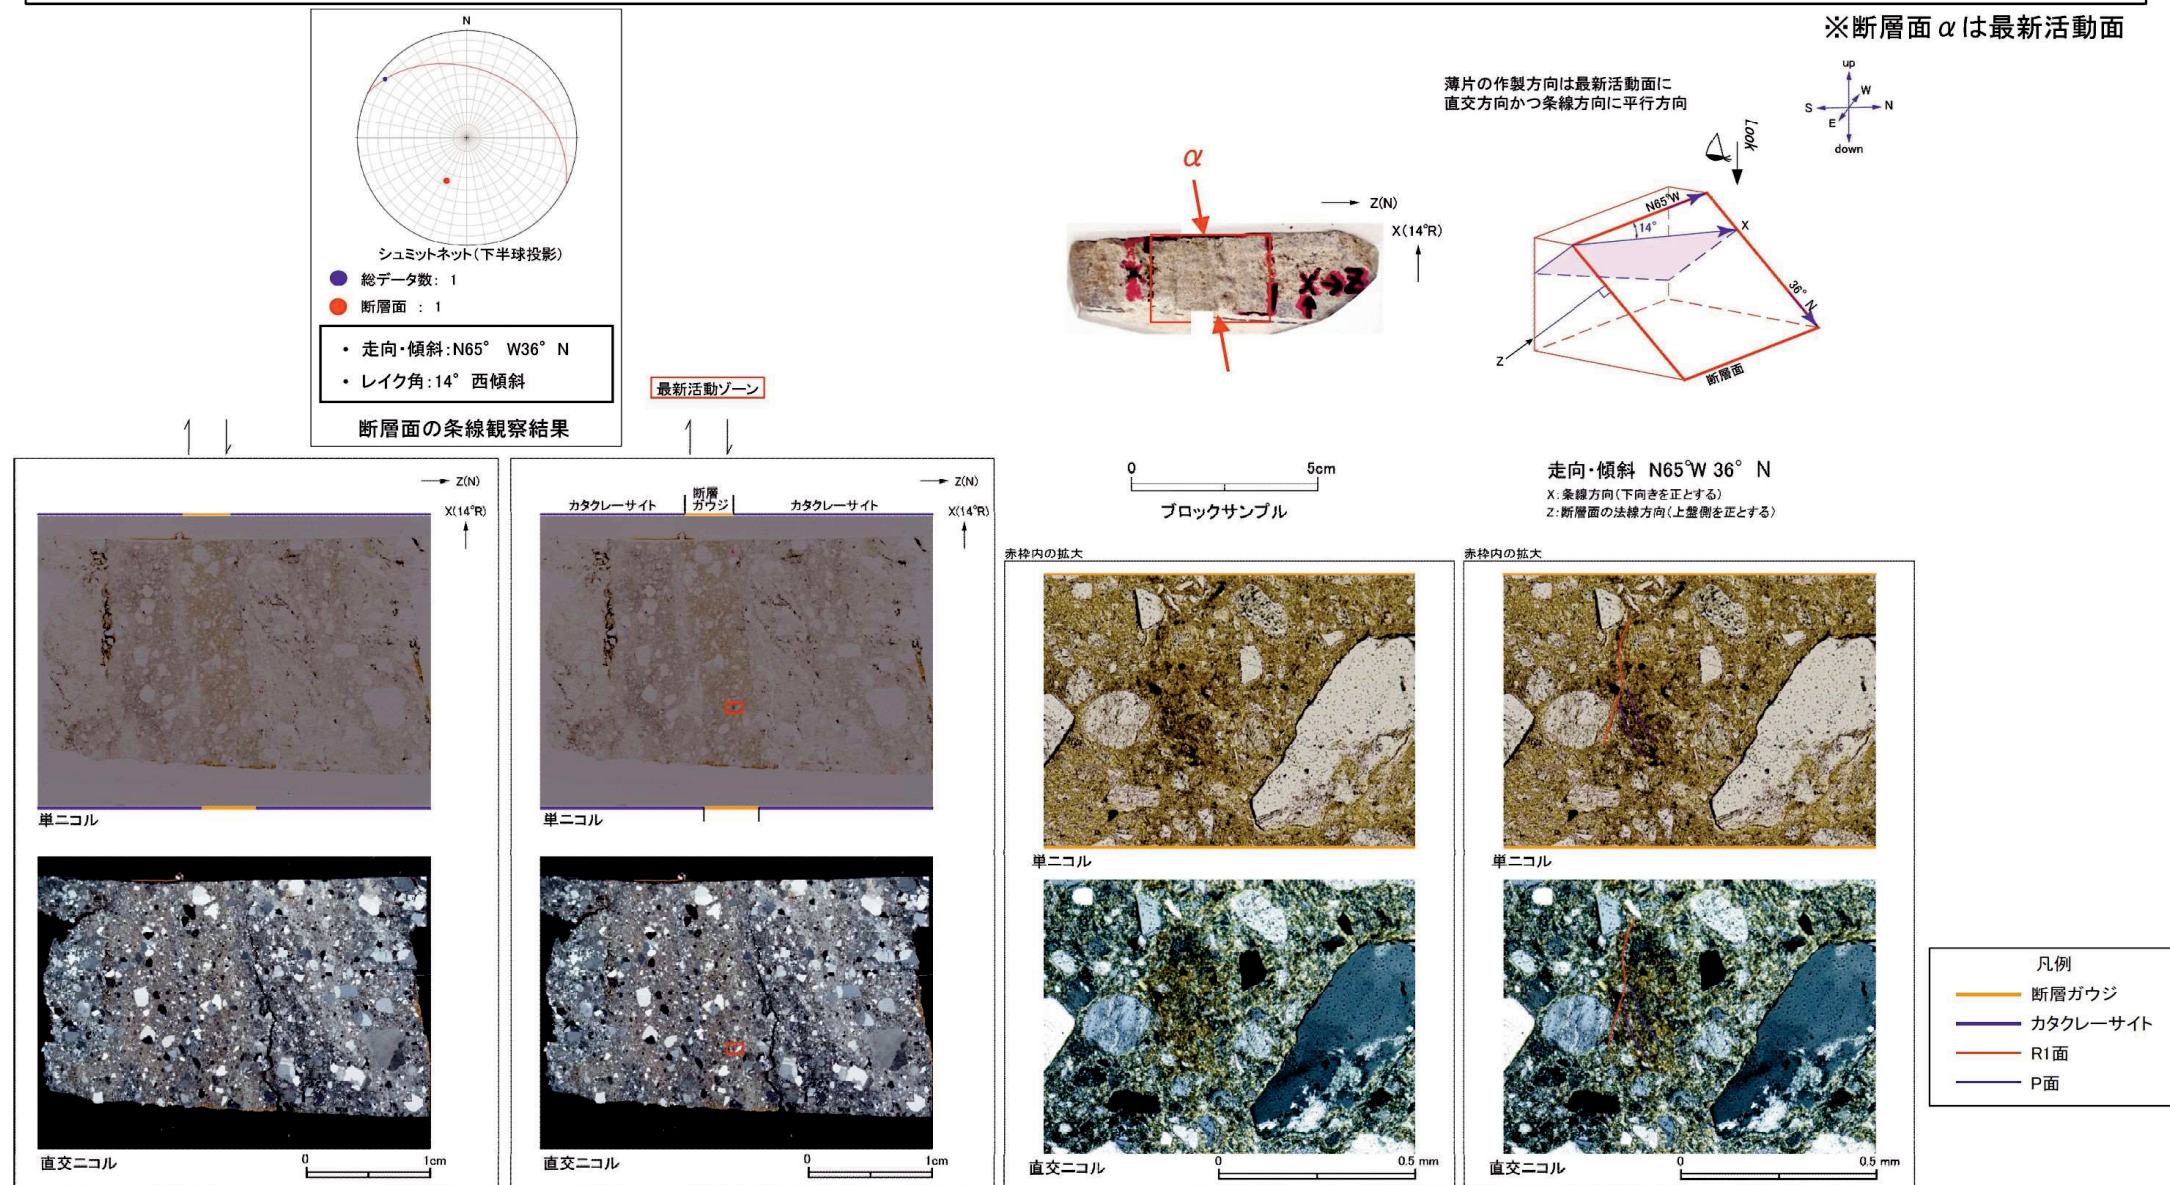 ※断層面αは最新活動面
N
シュミットネット(下半球投影)
総データ数: 1
断層面 : 1
・ 走向・傾斜:N65° W36° N
・ レイク角:14° 西傾斜
断層面の条線観察結果
最新活動ゾーン
α
Z(N)
X(14°R)
X→Z
薄片の作製方向は最新活動面に
直交方向かつ条線方向に平行方向
up
W
S
N
E
down
Look
N65°W
14°
X
36° N
Z
断層面
0 5cm
ブロックサンプル
走向・傾斜 N65°W 36° N
X:条線方向(下向きを正とする)
Z:断層面の法線方向(上盤側を正とする)
Z(N)
X(14°R)
単ニコル
直交ニコル
0 1cm
Z(N)
X(14°R)
カタクレーサイト
断層
ガウジ
カタクレーサイト
単ニコル
直交ニコル
0 1cm
赤枠内の拡大
単ニコル
直交ニコル
0 0.5 mm
赤枠内の拡大
単ニコル
直交ニコル
0 0.5 mm
凡例
断層ガウジ
カタクレーサイト
R1面
P面